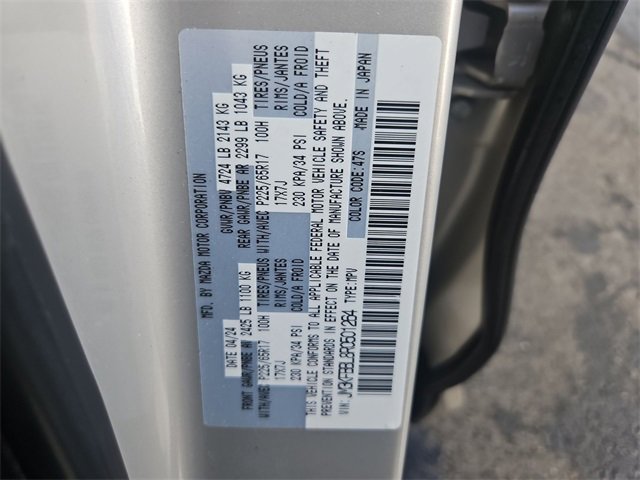 MFD. BY MAZDA MOTOR CORPORATION
DATE 04/24 GVWR/PNBV 4724 LB 2143 KG
FRONT GAWR/PNBE AV 2425 LB 1100 KG REAR GAWR/PNBE AR 2299 LB 1043 KG
WITH/AVEC P225/65R17 100H TIRES/PNEUS WITH/AVEC P225/65R17 100H TIRES/PNEUS
17X7J RIMS/JANTES 17X7J RIMS/JANTES
230 KPA/34 PSI COLD/A FROID 230 KPA/34 PSI COLD/A FROID
THIS VEHICLE CONFORMS TO ALL APPLICABLE FEDERAL MOTOR VEHICLE SAFETY AND THEFT
PREVENTION STANDARDS IN EFFECT ON THE DATE OF MANUFACTURE SHOWN ABOVE.
VIN: JM3KFBBL8R0501264 TYPE: MPV COLOR CODE: 47S MADE IN JAPAN